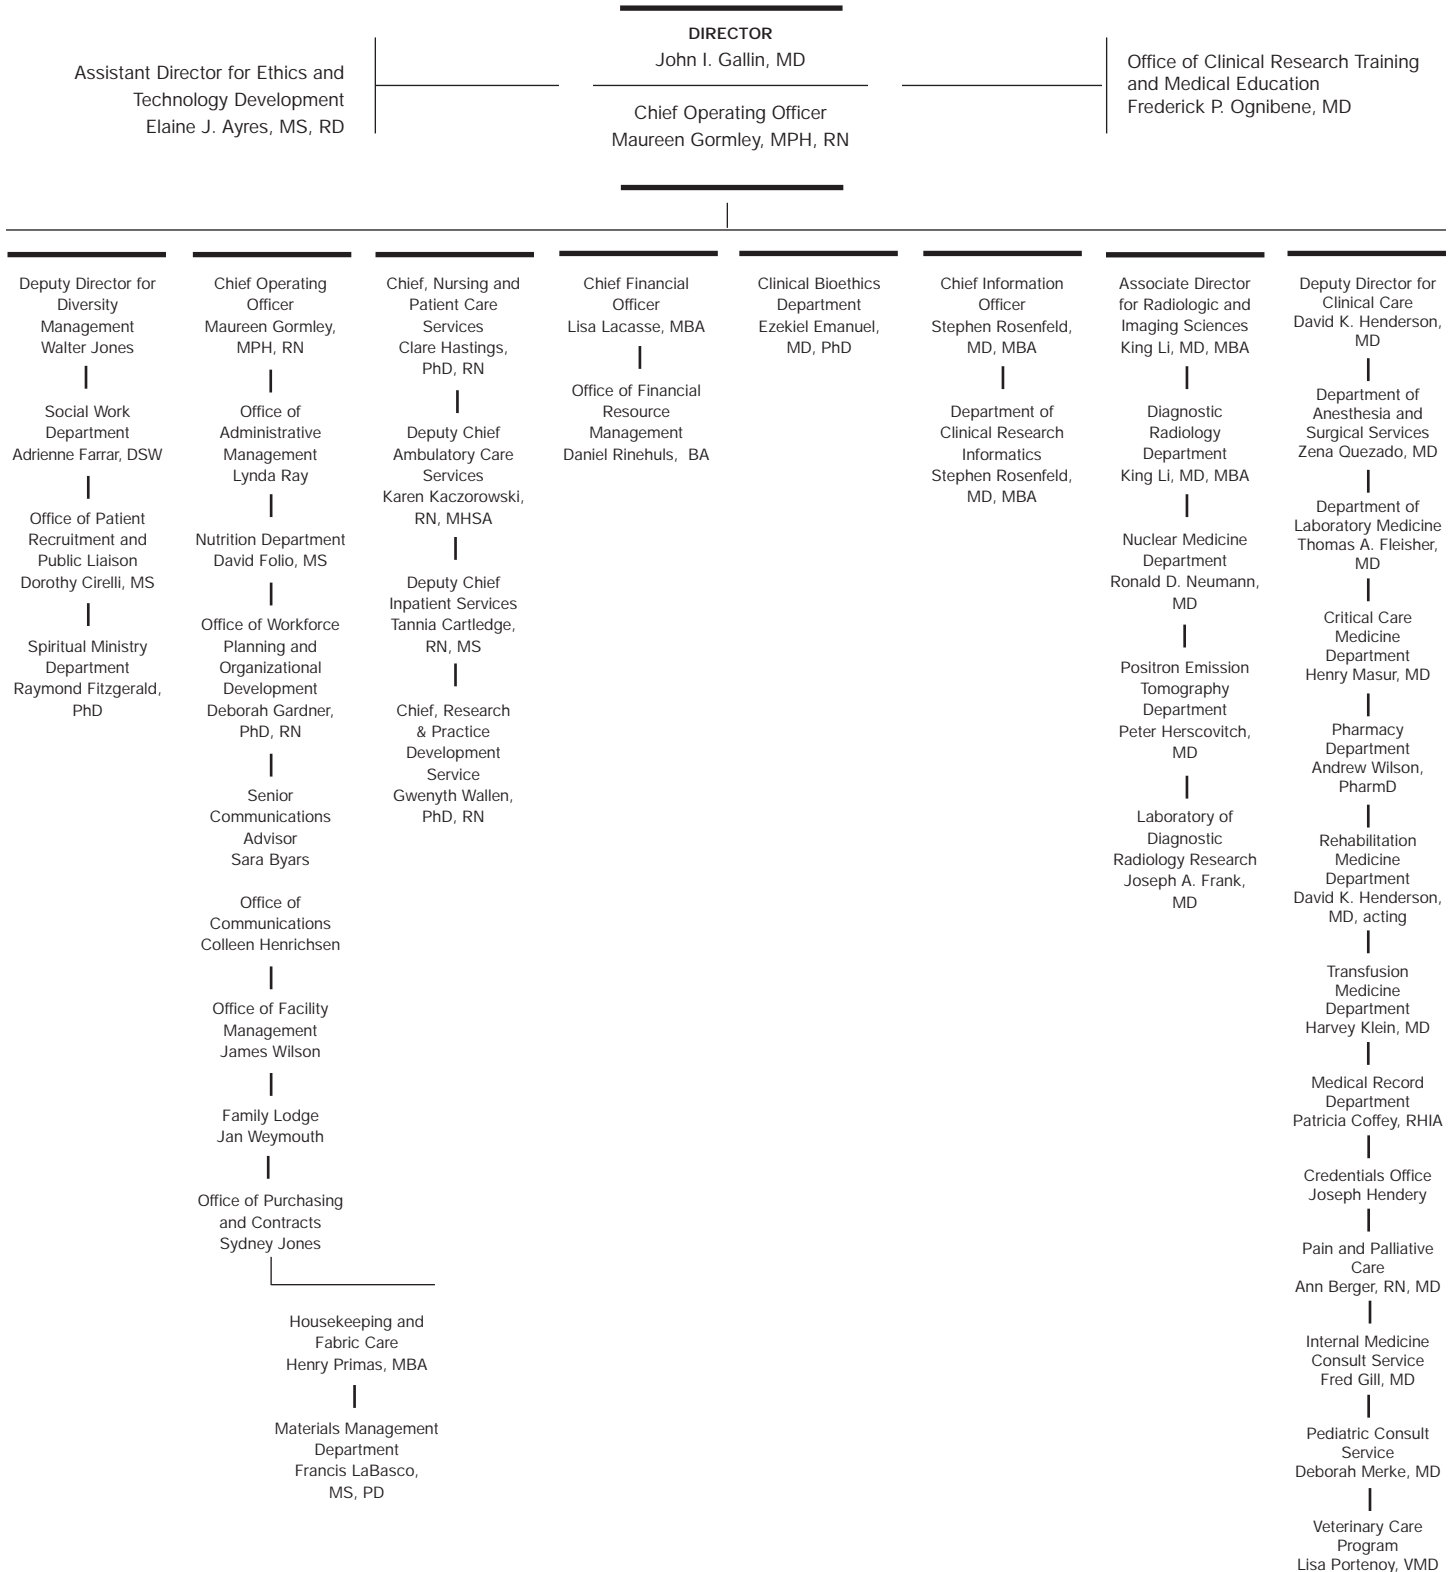 DIRECTOR
John I. Gallin, MD
Chief Operating Officer
Maureen Gormley, MPH, RN
Assistant Director for Ethics and
Technology Development
Elaine J. Ayres, MS, RD
Office of Clinical Research Training
and Medical Education
Frederick P. Ognibene, MD
Deputy Director for
Diversity
Management
Walter Jones
Social Work
Department
Adrienne Farrar, DSW
Office of Patient
Recruitment and
Public Liaison
Dorothy Cirelli, MS
Spiritual Ministry
Department
Raymond Fitzgerald,
PhD
Chief Operating
Officer
Maureen Gormley,
MPH, RN
Office of
Administrative
Management
Lynda Ray
Nutrition Department
David Folio, MS
Office of Workforce
Planning and
Organizational
Development
Deborah Gardner,
PhD, RN
Senior
Communications
Advisor
Sara Byars
Office of
Communications
Colleen Henrichsen
Office of Facility
Management
James Wilson
Family Lodge
Jan Weymouth
Office of Purchasing
and Contracts
Sydney Jones
Housekeeping and
Fabric Care
Henry Primas, MBA
Materials Management
Department
Francis LaBasco,
MS, PD
Chief, Nursing and
Patient Care
Services
Clare Hastings,
PhD, RN
Deputy Chief
Ambulatory Care
Services
Karen Kaczorowski,
RN, MHSA
Deputy Chief
Inpatient Services
Tannia Cartledge,
RN, MS
Chief, Research
& Practice
Development
Service
Gwenyth Wallen,
PhD, RN
Chief Financial
Officer
Lisa Lacasse, MBA
Office of Financial
Resource
Management
Daniel Rinehuls, BA
Clinical Bioethics
Department
Ezekiel Emanuel,
MD, PhD
Chief Information
Officer
Stephen Rosenfeld,
MD, MBA
Department of
Clinical Research
Informatics
Stephen Rosenfeld,
MD, MBA
Associate Director
for Radiologic and
Imaging Sciences
King Li, MD, MBA
Diagnostic
Radiology
Department
King Li, MD, MBA
Nuclear Medicine
Department
Ronald D. Neumann,
MD
Positron Emission
Tomography
Department
Peter Herscovitch,
MD
Laboratory of
Diagnostic
Radiology Research
Joseph A. Frank,
MD
Deputy Director for
Clinical Care
David K. Henderson,
MD
Department of
Anesthesia and
Surgical Services
Zena Quezado, MD
Department of
Laboratory Medicine
Thomas A. Fleisher,
MD
Critical Care
Medicine
Department
Henry Masur, MD
Pharmacy
Department
Andrew Wilson,
PharmD
Rehabilitation
Medicine
Department
David K. Henderson,
MD, acting
Transfusion
Medicine
Department
Harvey Klein, MD
Medical Record
Department
Patricia Coffey, RHIA
Credentials Office
Joseph Hendery
Pain and Palliative
Care
Ann Berger, RN, MD
Internal Medicine
Consult Service
Fred Gill, MD
Pediatric Consult
Service
Deborah Merke, MD
Veterinary Care
Program
Lisa Portenoy, VMD